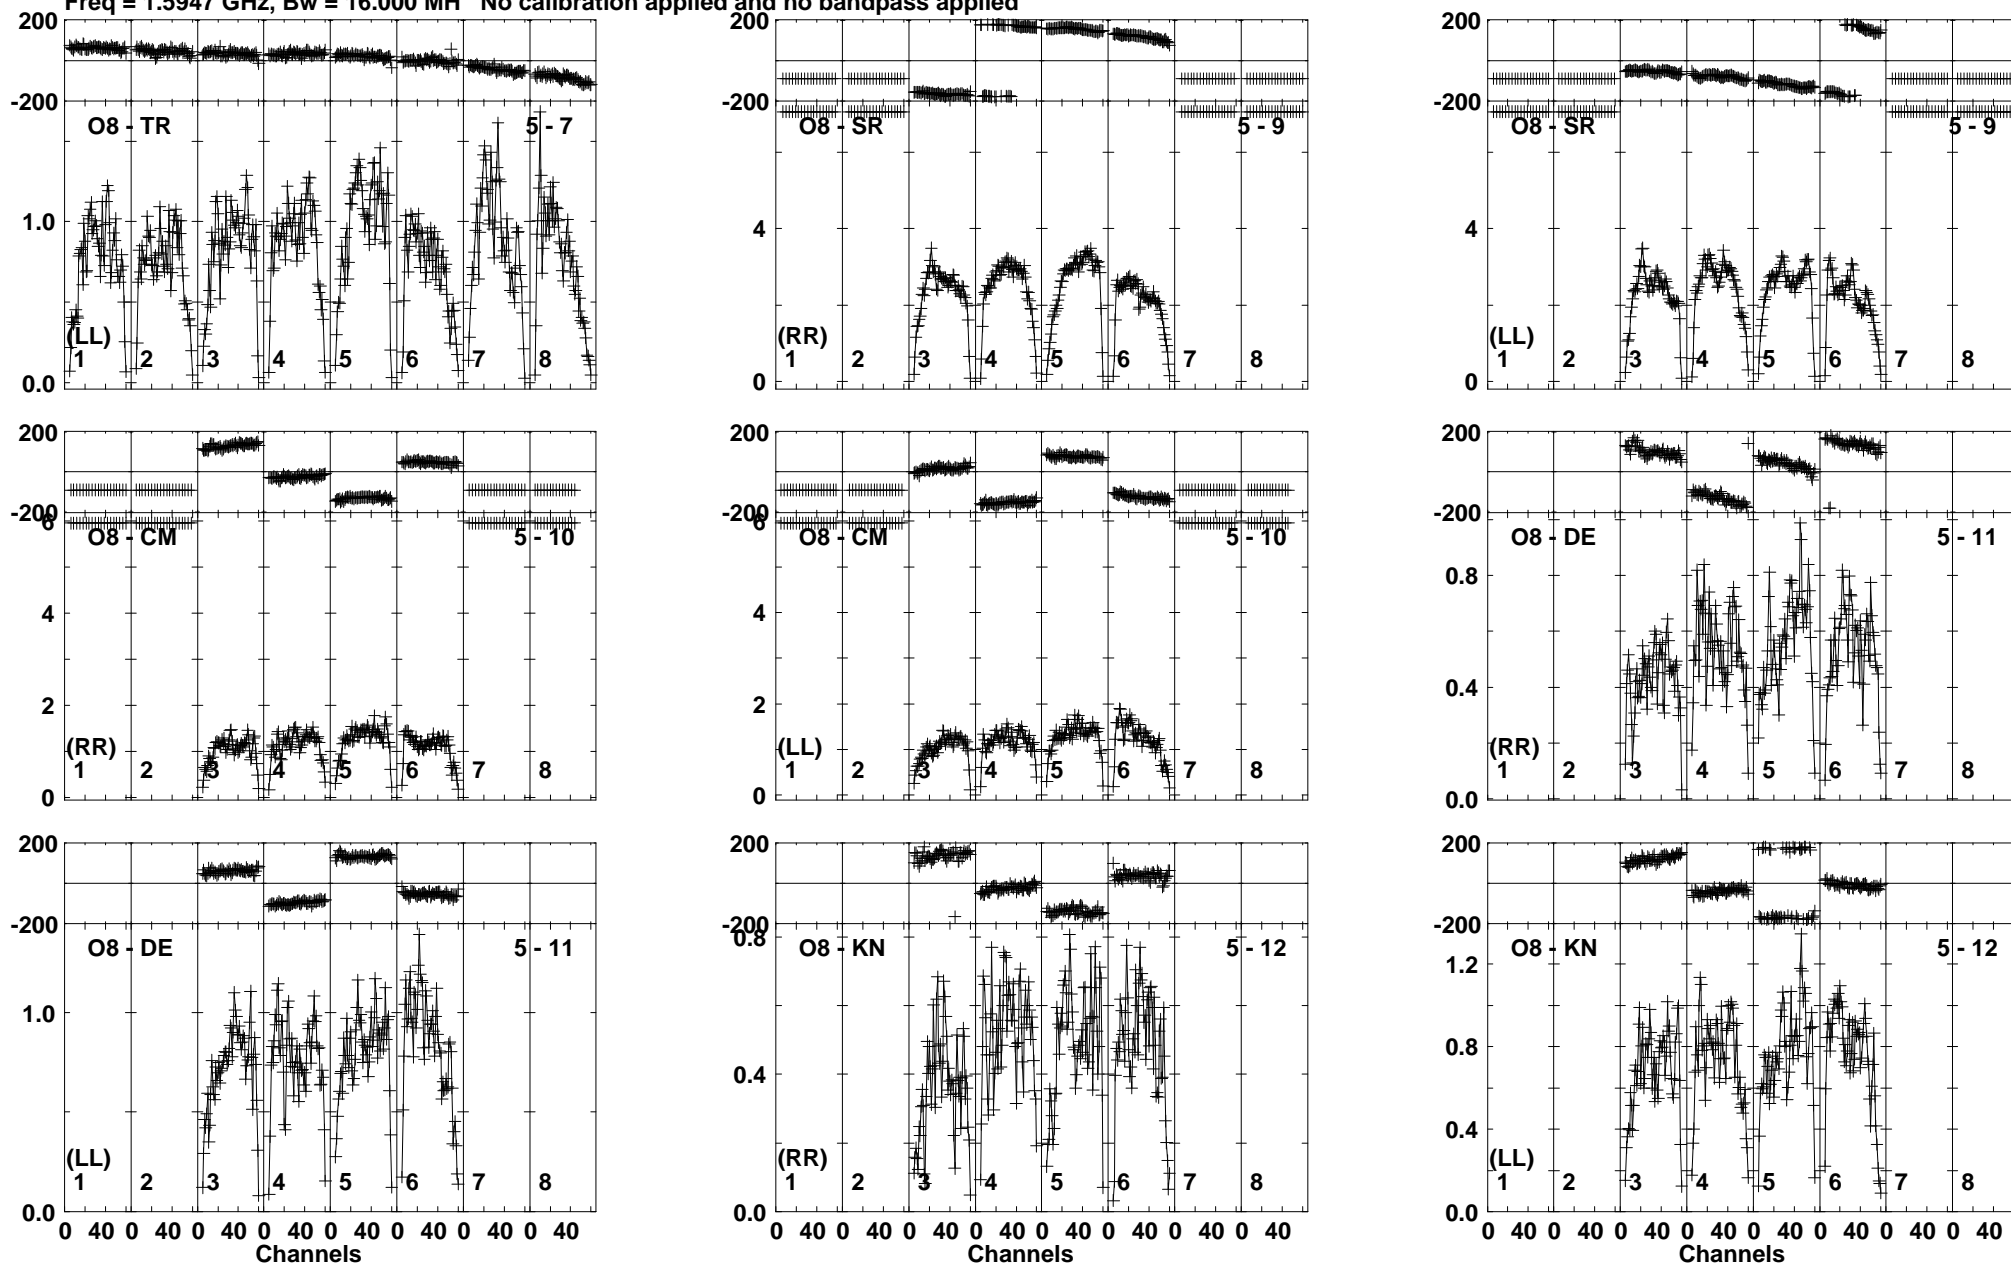 Freq = 1.5947 GHz, Bw = 16.000 MH No calibration applied and no bandpass applied
200
-200
O8 - TR 5 - 7
1.0
(LL)
1 2 3 4 5 6 7 8
0.0
200
-200
O8 - SR 5 - 9
4
(RR)
1 2 3 4 5 6 7 8
0
200
-200
O8 - SR 5 - 9
4
(LL)
1 2 3 4 5 6 7 8
0
200
-200
6
O8 - CM 5 - 10
4
2
(RR)
1 2 3 4 5 6 7 8
0
200
-200
6
O8 - CM 5 - 10
4
2
(LL)
1 2 3 4 5 6 7 8
0
200
-200
O8 - DE 5 - 11
0.8
0.4
(RR)
1 2 3 4 5 6 7 8
0.0
200
-200
O8 - DE 5 - 11
1.0
(LL)
1 2 3 4 5 6 7 8
0.0
0 40 0 40 0 40 0 40 0 40 0 40 0 40 0 40
Channels
200
-200
0.8
O8 - KN 5 - 12
0.4
(RR)
1 2 3 4 5 6 7 8
0.0
0 40 0 40 0 40 0 40 0 40 0 40 0 40 0 40
Channels
200
-200
O8 - KN 5 - 12
1.2
0.8
0.4
(LL)
1 2 3 4 5 6 7 8
0.0
0 40 0 40 0 40 0 40 0 40 0 40 0 40 0 40
Channels